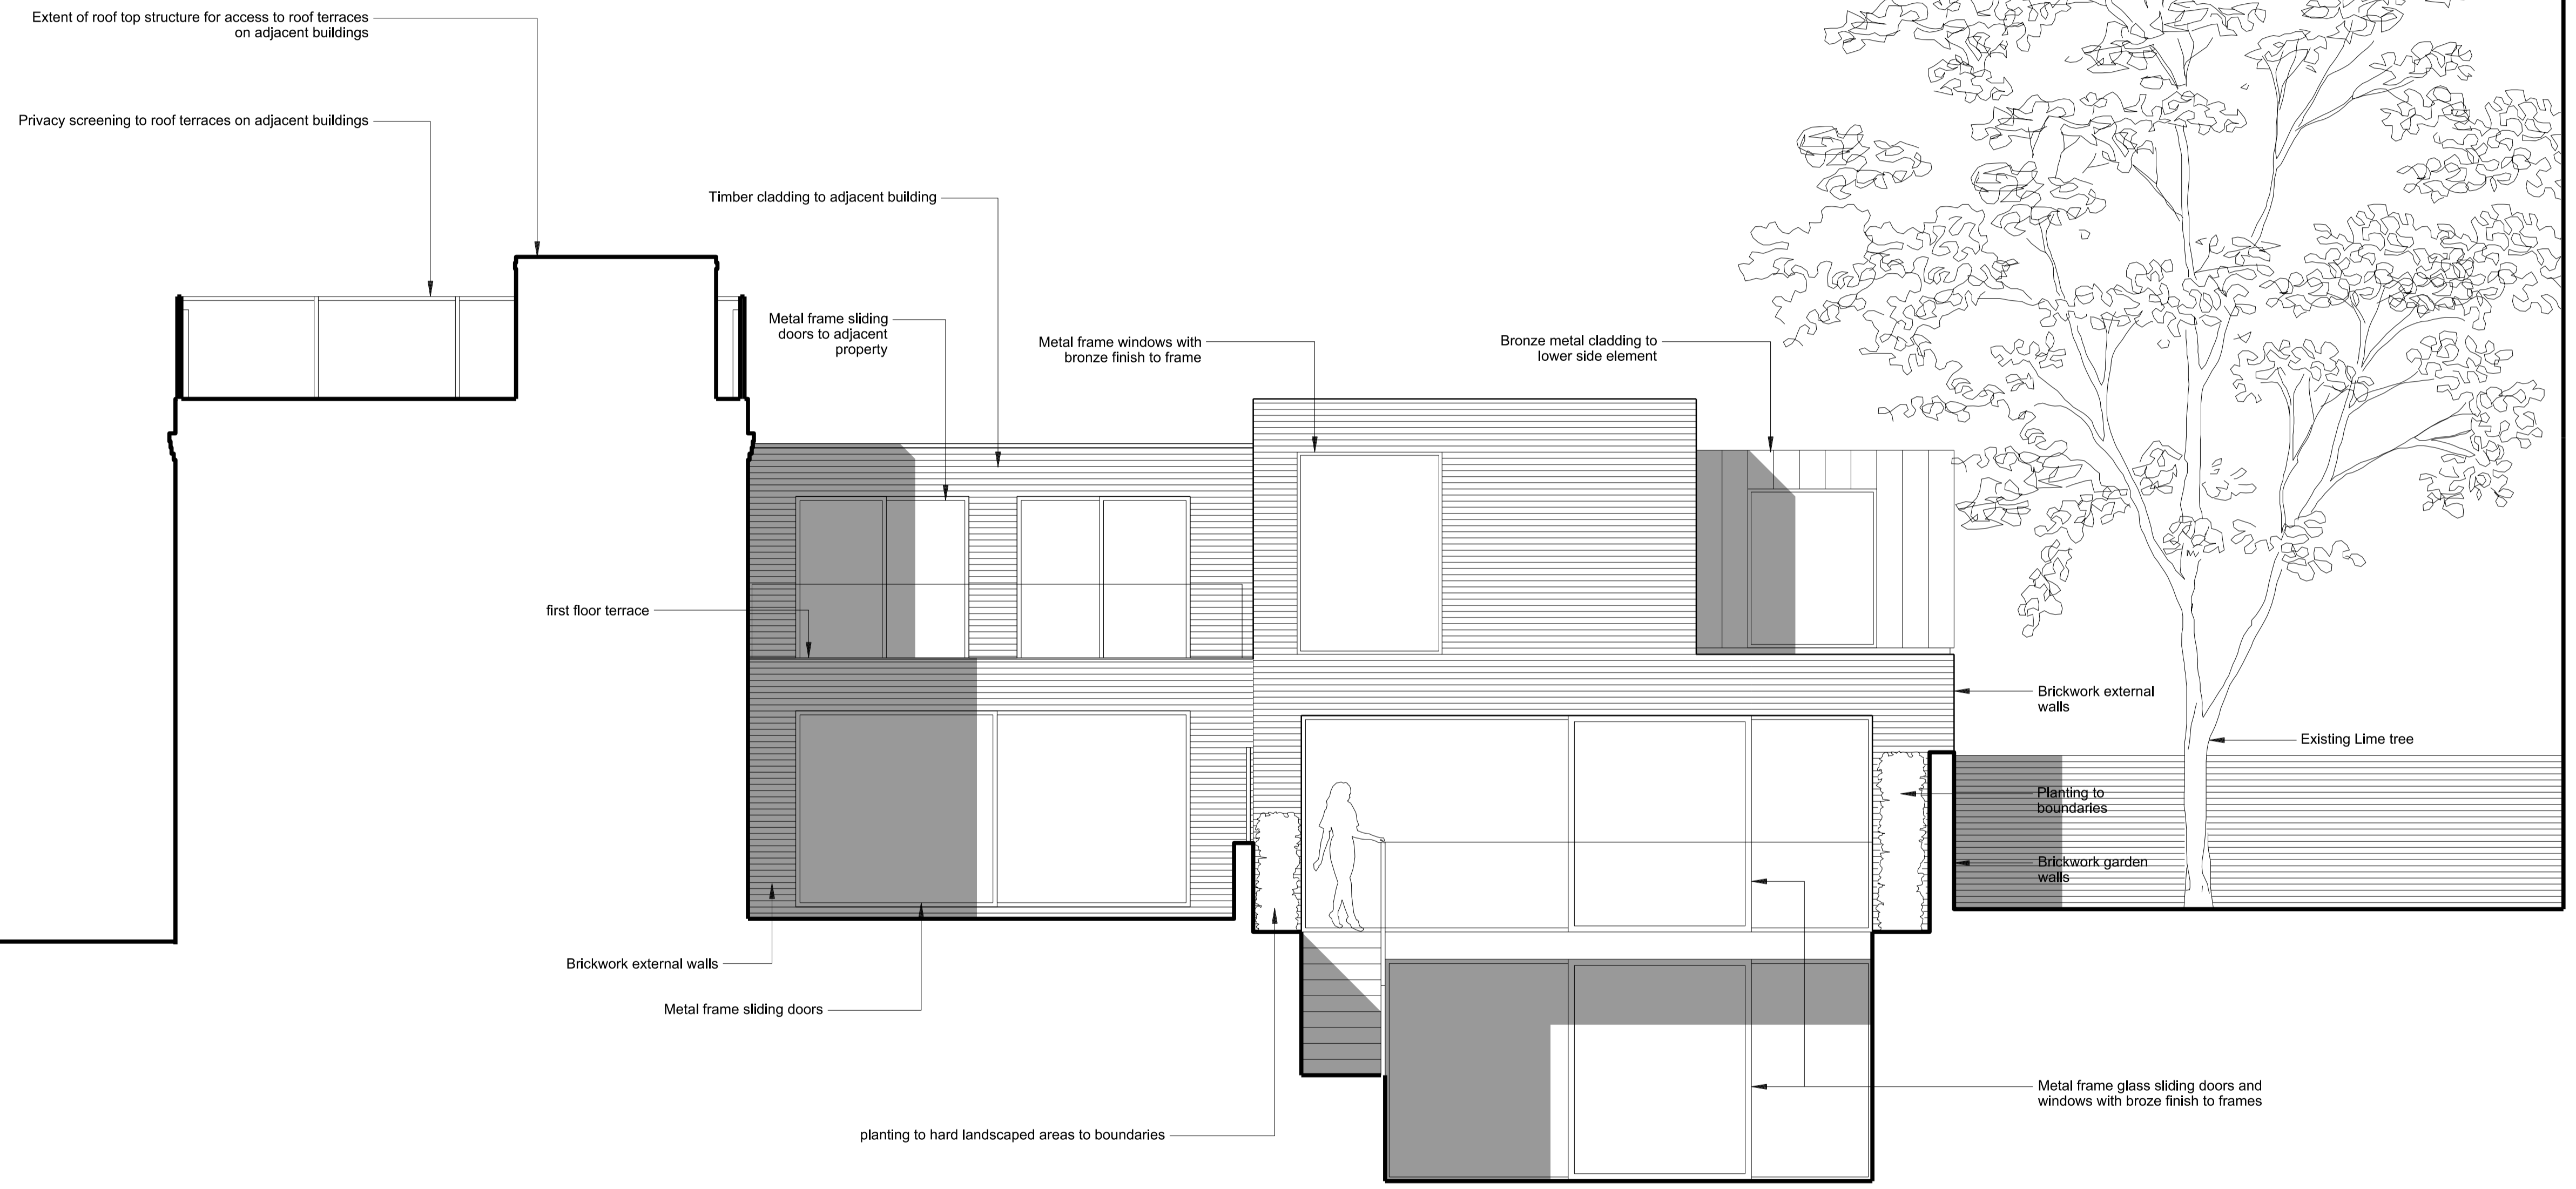 Extent of roof top structure for access to roof terraces
on adjacent buildings
Privacy screening to roof terraces on adjacent buildings
Timber cladding to adjacent building
Metal frame sliding
doors to adjacent
property
Metal frame windows with
bronze finish to frame
Bronze metal cladding to
lower side element
first floor terrace
Brickwork external
walls
Existing Lime tree
Planting to
boundaries
Brickwork garden
walls
Brickwork external walls
Metal frame sliding doors
Metal frame glass sliding doors and
windows with broze finish to frames
planting to hard landscaped areas to boundaries